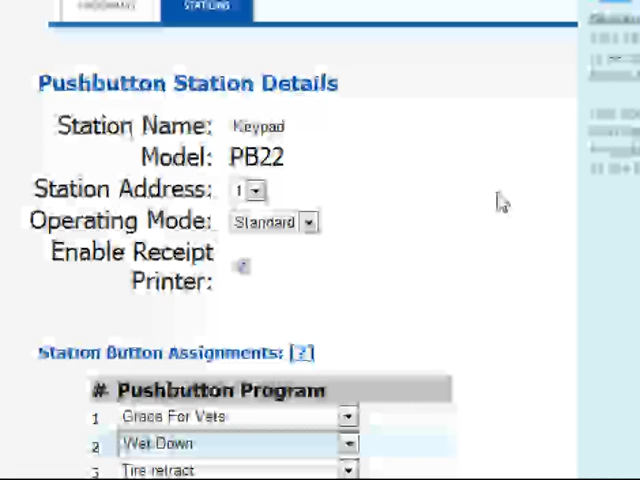 STATIONS
Pushbutton Station Details
Station Name: Keypad
Model: PB22
Station Address: 1
Operating Mode: Standard
Enable Receipt
Printer:
Station Button Assignments: [?]
# Pushbutton Program
1 Grace For Vets
2 Wet Down
3 Tire retract